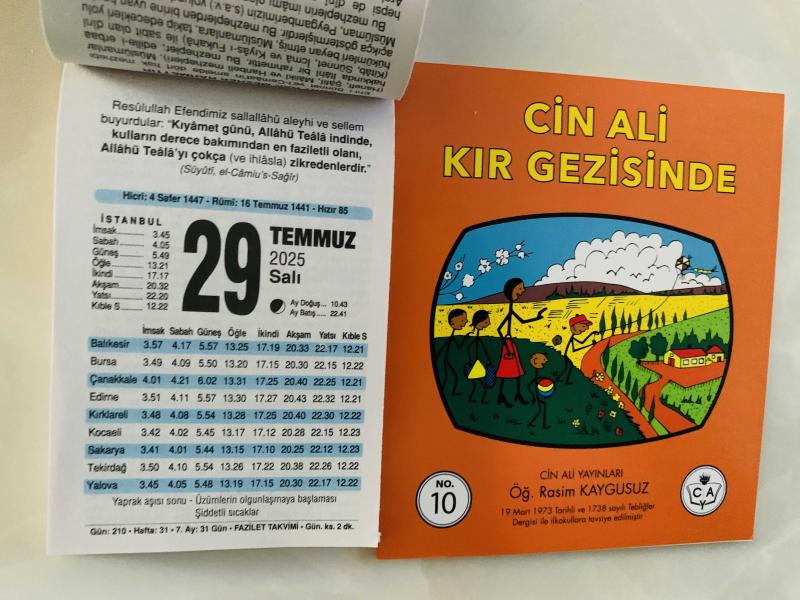 Resûlullah Efendimiz sallallâhü aleyhi ve sellem
buyurdular: "Kıyâmet günü, Allâhü Teâlâ indinde,
kulların derece bakımından en faziletli olanı,
Allâhü Teâlâ'yı çokça (ve ihlâsla) zikredenlerdir."
(Süyûtî, el-Câmiu's-Sağîr)
Hicrî: 4 Safer 1447 - Rûmî: 16 Temmuz 1441 - Hızır 85
İSTANBUL
İmsak 3.45
Sabah 4.05
Güneş 5.49
Öğle 13.21
İkindi 17.17
Akşam 20.32
Yatsı 22.20
Kıble S 12.22
29
TEMMUZ
2025
Salı
Ay Doğuş... 10.43
Ay Batış..... 22.41
İmsak Sabah Güneş Öğle İkindi Akşam Yatsı Kıble S
Balıkesir 3.57 4.17 5.57 13.25 17.19 20.33 22.17 12.21
Bursa 3.49 4.09 5.50 13.20 17.15 20.30 22.15 12.22
Çanakkale 4.01 4.21 6.02 13.31 17.25 20.40 22.25 12.21
Edirne 3.51 4.11 5.57 13.30 17.27 20.43 22.32 12.21
Kırklareli 3.48 4.08 5.54 13.28 17.25 20.40 22.30 12.22
Kocaeli 3.42 4.02 5.45 13.17 17.12 20.28 22.15 12.23
Sakarya 3.41 4.01 5.44 13.15 17.10 20.25 22.12 12.23
Tekirdağ 3.50 4.10 5.54 13.26 17.22 20.38 22.26 12.22
Yalova 3.45 4.05 5.48 13.19 17.15 20.30 22.17 12.22
Yaprak aşısı sonu - Üzümlerin olgunlaşmaya başlaması
Şiddetli sıcaklar
Gün: 210 - Hafta: 31 - 7. Ay: 31 Gün - FAZİLET TAKVİMİ - Gün. ks. 2 dk.
CİN ALİ
KIR GEZİSİNDE
NO.
10
CİN ALİ YAYINLARI
Öğ. Rasim KAYGUSUZ
19 Mart 1973 Tarihli ve 1738 sayılı Tebliğler
Dergisi ile ilkokullara tavsiye edilmiştir
C A
Y